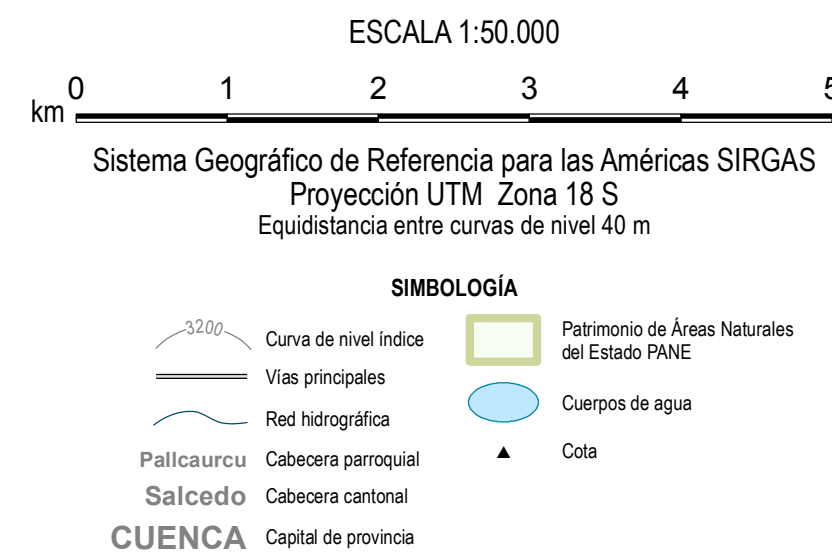 ESCALA 1:50.000
0 1 2 3 4 5
km
Sistema Geográfico de Referencia para las Américas SIRGAS
Proyección UTM Zona 18 S
Equidistancia entre curvas de nivel 40 m
SIMBOLOGÍA
3200 Curva de nivel índice
Vías principales
Red hidrográfica
Pallcaurcu Cabecera parroquial
Salcedo Cabecera cantonal
CUENCA Capital de provincia
Patrimonio de Áreas Naturales
del Estado PANE
Cuerpos de agua
Cota